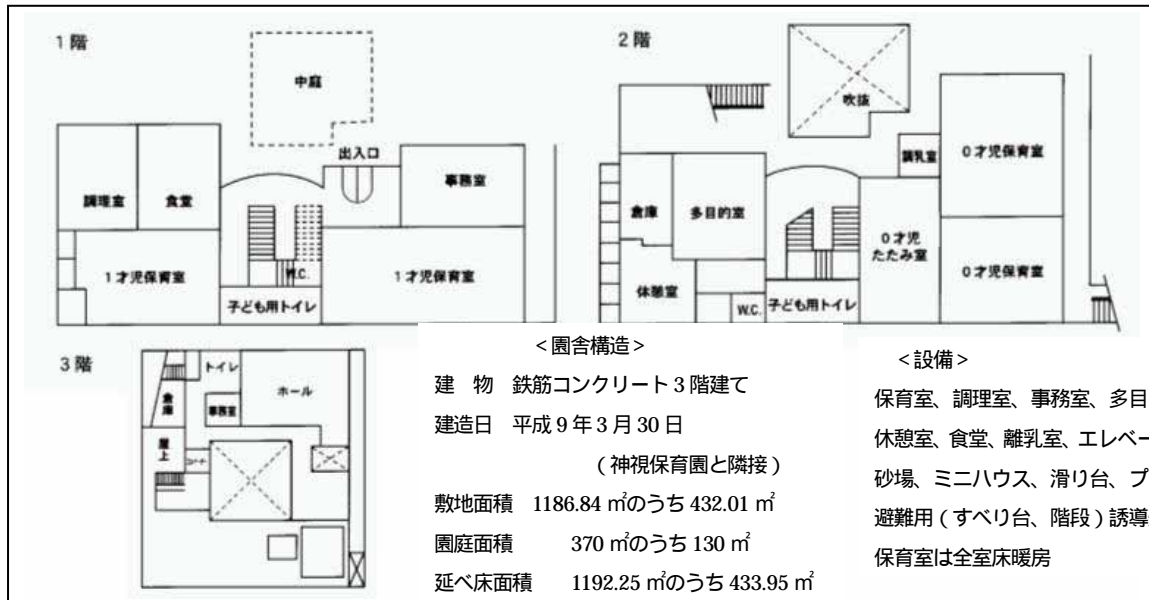 1階
中庭
出入口
事務室
調理室
食堂
1才児保育室
W.C.
1才児保育室
子ども用トイレ
2階
吹抜
調乳室
0才児保育室
倉庫
多目的室
0才児
たたみ室
0才児保育室
休憩室
W.C.
子ども用トイレ
3階
トイレ
ホール
倉庫
事務室
屋上
<園舎構造>
建 物 鉄筋コンクリート3階建て
建造日 平成9年3月30日
(神視保育園と隣接)
敷地面積 1186.84 ㎡のうち 432.01 ㎡
園庭面積 370 ㎡のうち 130 ㎡
延べ床面積 1192.25 ㎡のうち 433.95 ㎡
<設備>
保育室、調理室、事務室、多目
休憩室、食堂、離乳室、エレベー
砂場、ミニハウス、滑り台、プ
避難用(すべり台、階段)誘導
保育室は全室床暖房